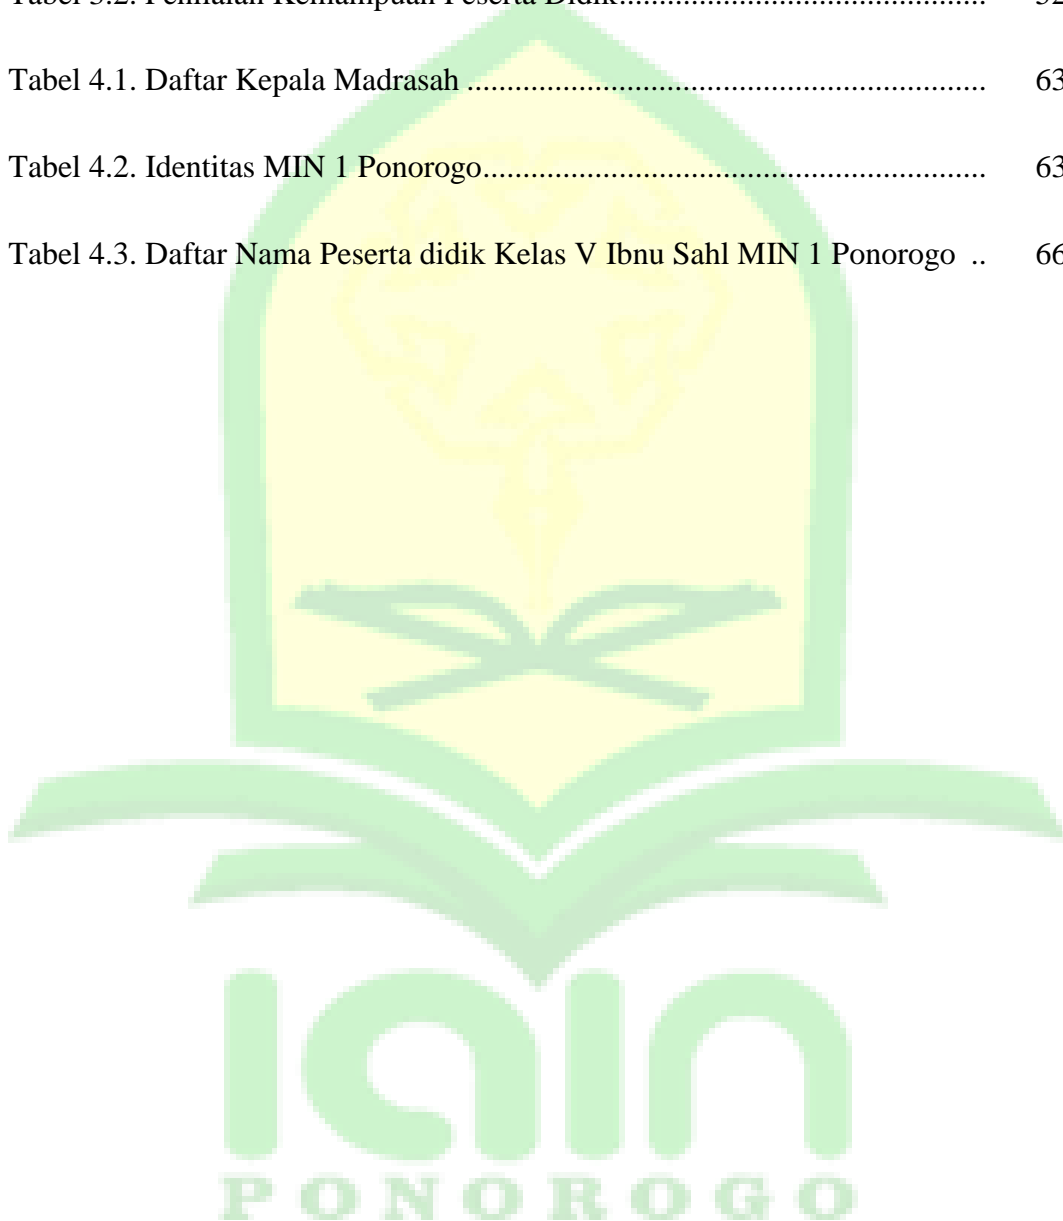 Tabel 3.2. Penilaian Kemampuan Peserta Didik...............................................
Tabel 4.1. Daftar Kepala Madrasah .................................................................. 63
Tabel 4.2. Identitas MIN 1 Ponorogo................................................................ 63
Tabel 4.3. Daftar Nama Peserta didik Kelas V Ibnu Sahl MIN 1 Ponorogo .. 66
iain
PONOROGO